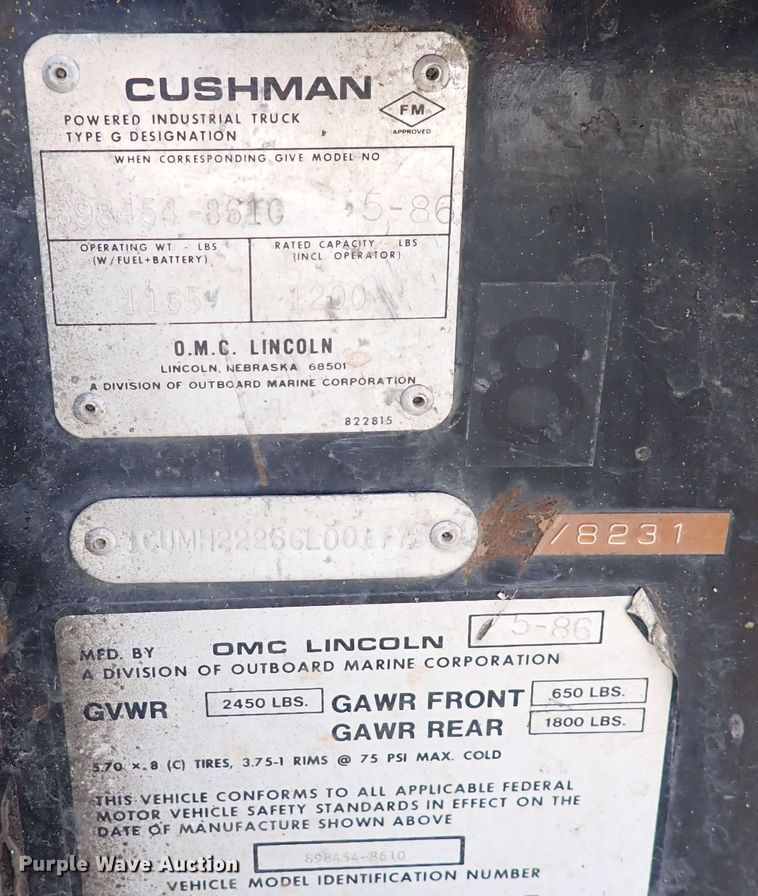 CUSHMAN
POWERED INDUSTRIAL TRUCK
TYPE G DESIGNATION
FM
APPROVED
WHEN CORRESPONDING GIVE MODEL NO
898454-8610 5-86
OPERATING WT - LBS
(W/FUEL+BATTERY)
RATED CAPACITY LBS
(INCL OPERATOR)
1165
1200
O.M.C. LINCOLN
LINCOLN, NEBRASKA 68501
A DIVISION OF OUTBOARD MARINE CORPORATION
822815
8
/8231
MFD. BY OMC LINCOLN 5-86
A DIVISION OF OUTBOARD MARINE CORPORATION
GVWR 2450 LBS. GAWR FRONT 650 LBS.
GAWR REAR 1800 LBS.
5.70 x 8 (C) TIRES, 3.75-1 RIMS @ 75 PSI MAX. COLD
THIS VEHICLE CONFORMS TO ALL APPLICABLE FEDERAL
MOTOR VEHICLE SAFETY STANDARDS IN EFFECT ON THE
DATE OF MANUFACTURE SHOWN ABOVE
898454-8610
VEHICLE MODEL IDENTIFICATION NUMBER
Purple Wave Auction